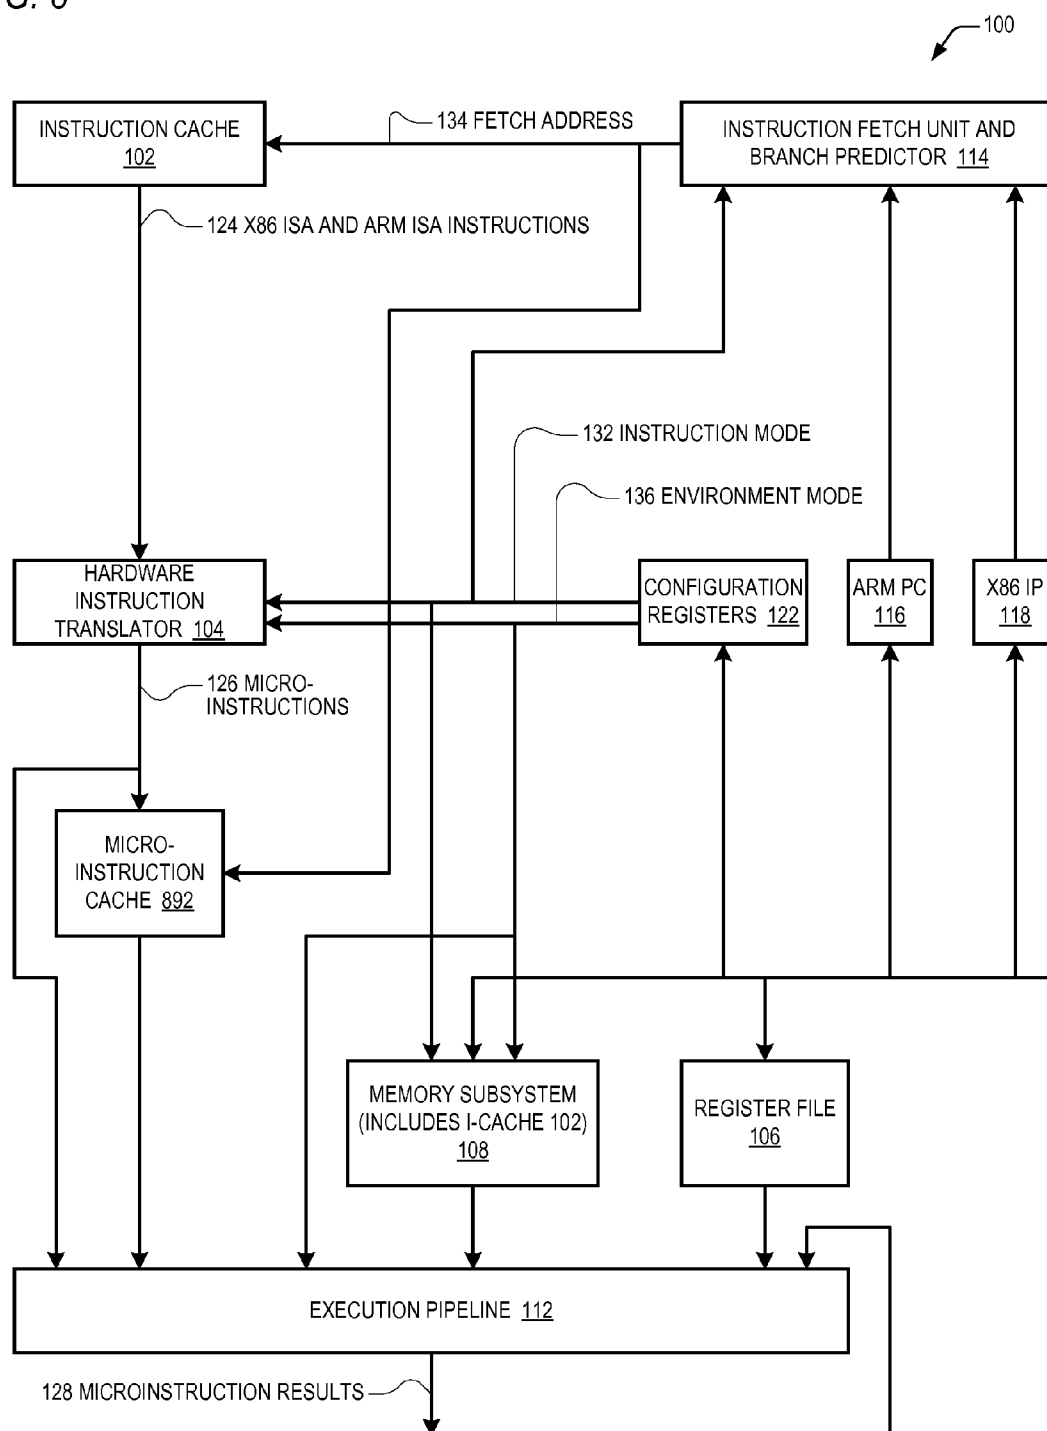 100
INSTRUCTION CACHE
102
134 FETCH ADDRESS
INSTRUCTION FETCH UNIT AND
BRANCH PREDICTOR 114
124 X86 ISA AND ARM ISA INSTRUCTIONS
132 INSTRUCTION MODE
136 ENVIRONMENT MODE
HARDWARE
INSTRUCTION
TRANSLATOR 104
CONFIGURATION
REGISTERS 122
ARM PC
116
X86 IP
118
126 MICRO-
INSTRUCTIONS
MICRO-
INSTRUCTION
CACHE 892
MEMORY SUBSYSTEM
(INCLUDES I-CACHE 102)
108
REGISTER FILE
106
EXECUTION PIPELINE 112
128 MICROINSTRUCTION RESULTS